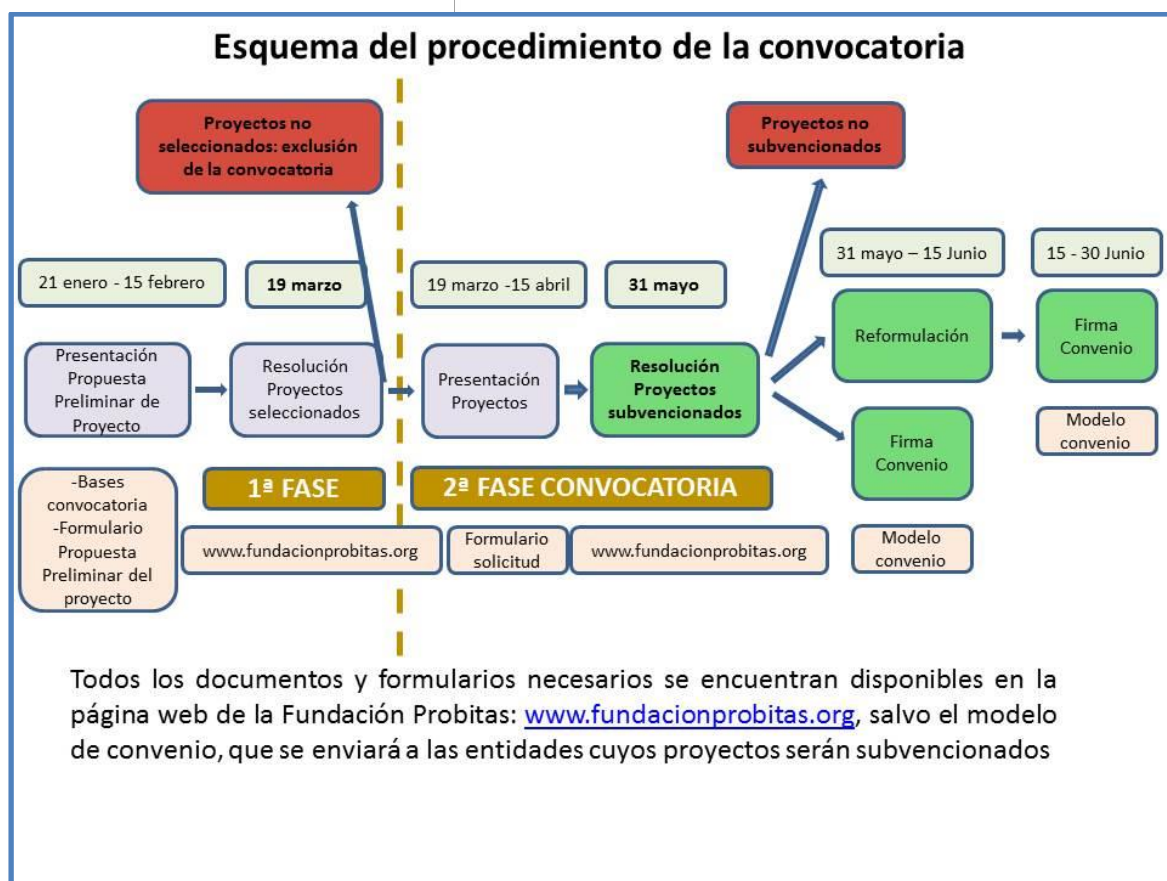 Esquema del procedimiento de la convocatoria
Proyectos no
seleccionados: exclusión
de la convocatoria
Proyectos no
subvencionados
21 enero - 15 febrero
19 marzo
19 marzo -15 abril
31 mayo
31 mayo – 15 Junio
15 - 30 Junio
Presentación
Propuesta
Preliminar de
Proyecto
Resolución
Proyectos
seleccionados
Presentación
Proyectos
Resolución
Proyectos
subvencionados
Reformulación
Firma
Convenio
Firma
Convenio
Modelo
convenio
1ª FASE
2ª FASE CONVOCATORIA
-Bases
convocatoria
-Formulario
Propuesta
Preliminar del
proyecto
www.fundacionprobitas.org
Formulario
solicitud
www.fundacionprobitas.org
Modelo
convenio
Todos los documentos y formularios necesarios se encuentran disponibles en la
página web de la Fundación Probitas: www.fundacionprobitas.org, salvo el modelo
de convenio, que se enviará a las entidades cuyos proyectos serán subvencionados